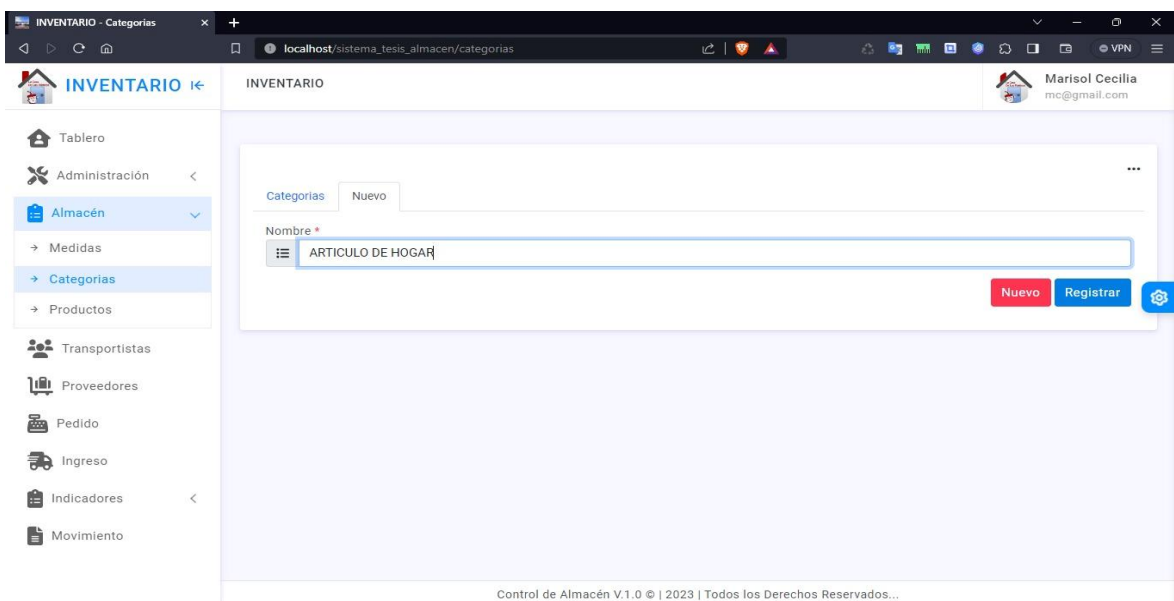 INVENTARIO - Categorias
localhost/sistema_tesis_almacen/categorias
VPN
INVENTARIO
INVENTARIO
Marisol Cecilia
mc@gmail.com
Tablero
Administración
Almacén
Medidas
Categorias
Productos
Transportistas
Proveedores
Pedido
Ingreso
Indicadores
Movimiento
Categorias Nuevo
Nombre *
ARTICULO DE HOGAR
Nuevo Registrar
Control de Almacén V.1.0 © | 2023 | Todos los Derechos Reservados...